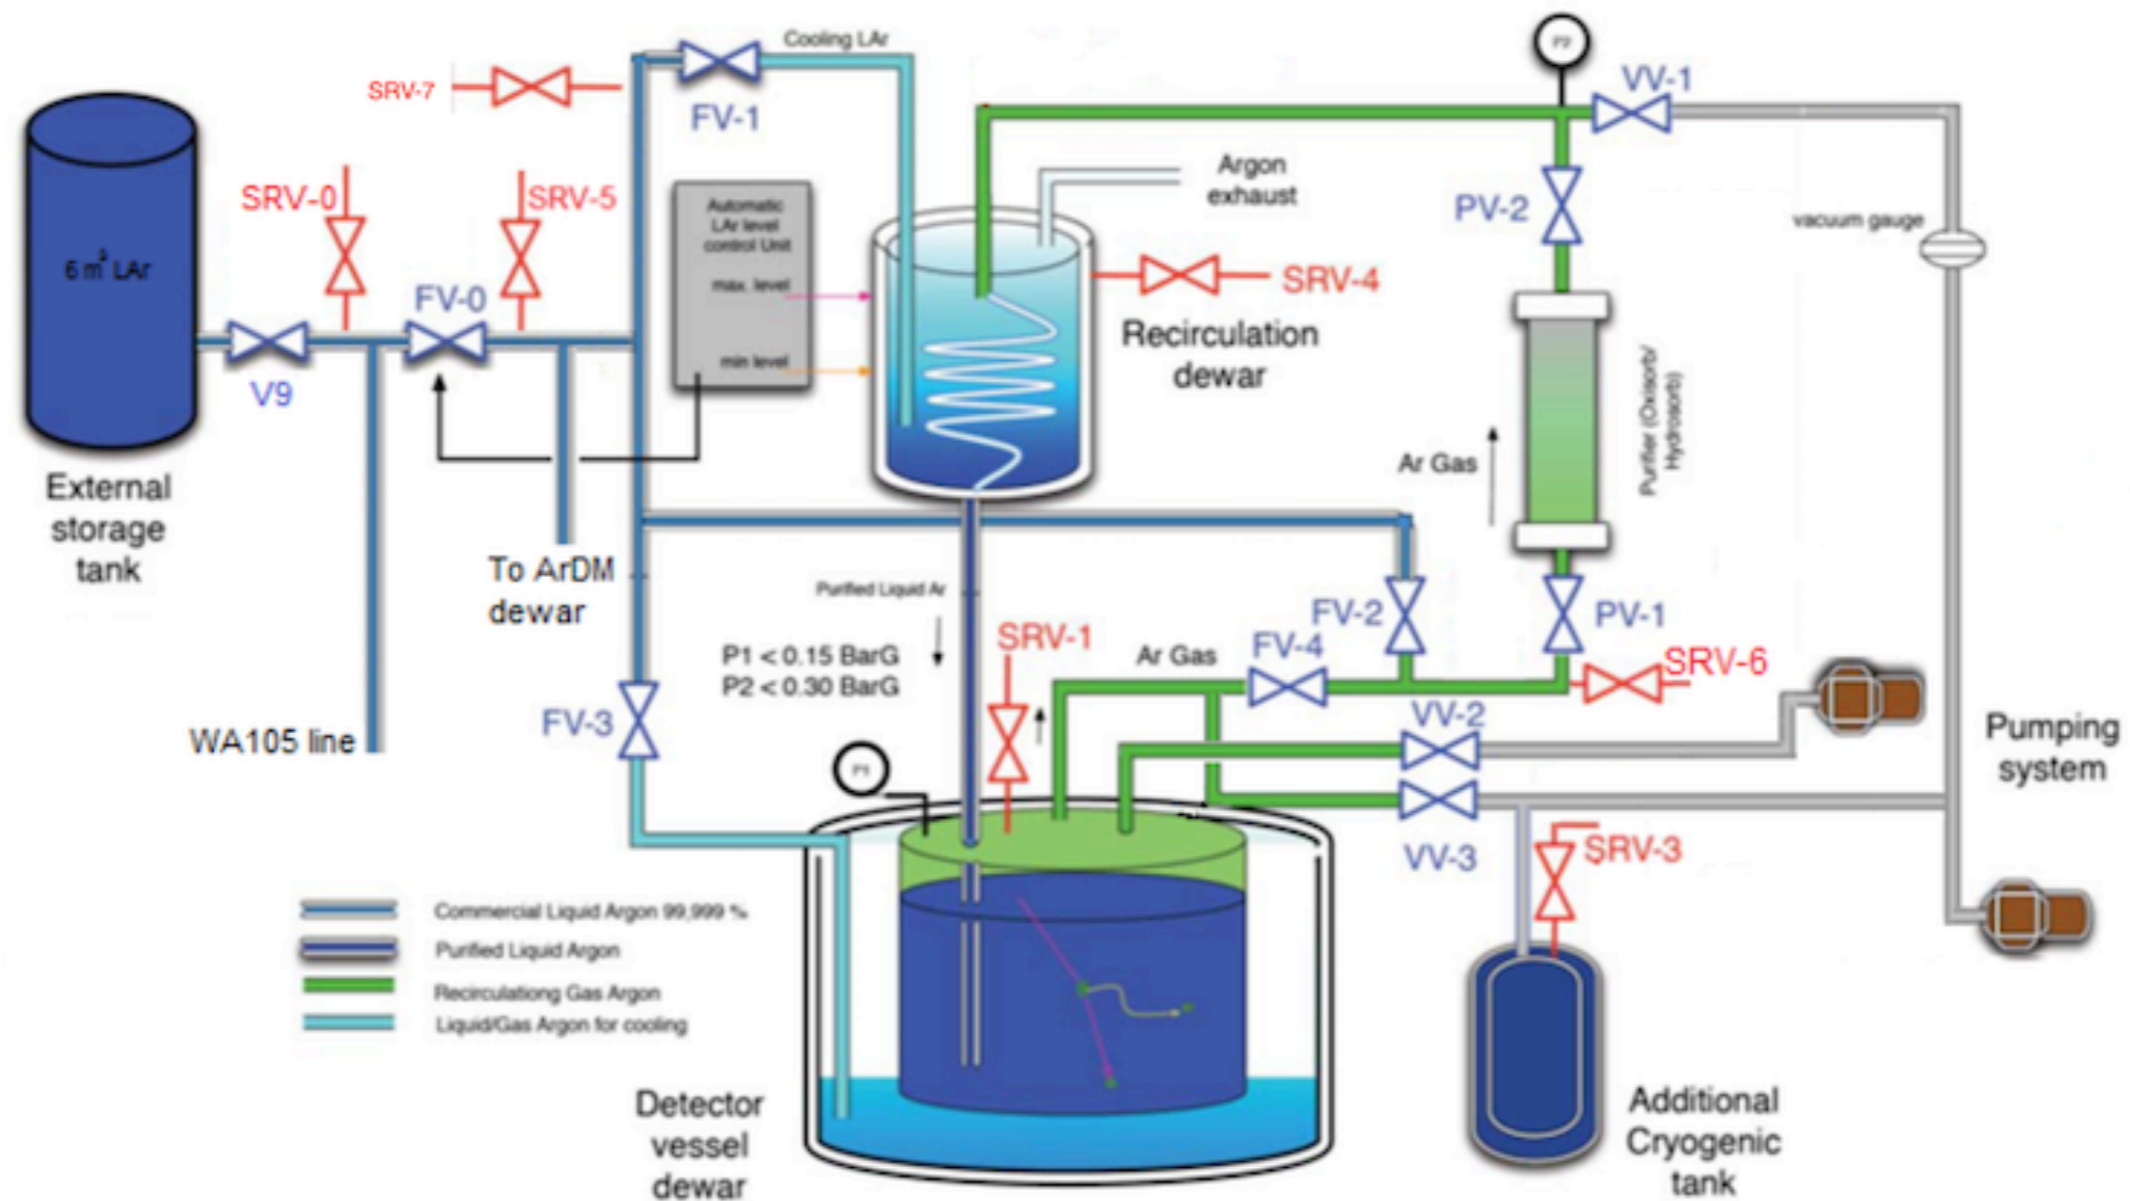 Cooling LAr
SRV-7
FV-1
P2
VV-1
SRV-0
SRV-5
6 m³ LAr
FV-0
V9
External
storage
tank
Automatic
LAr level
control Unit
max. level
min level
Argon
exhaust
SRV-4
Recirculation
dewar
PV-2
vacuum gauge
Ar Gas
Purifier (Oxisorb/
Hydrosorb)
To ArDM
dewar
WA105 line
FV-3
Purified Liquid Ar
P1 < 0.15 BarG
P2 < 0.30 BarG
SRV-1
Ar Gas
FV-4
FV-2
PV-1
SRV-6
VV-2
VV-3
P1
Pumping
system
SRV-3
Commercial Liquid Argon 99,999 %
Purified Liquid Argon
Recirculationg Gas Argon
Liquid/Gas Argon for cooling
Detector
vessel
dewar
Additional
Cryogenic
tank